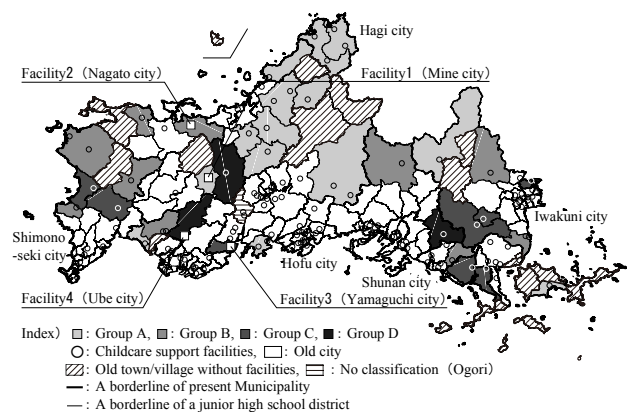 Hagi city
Facility2 (Nagato city)
Facility1 (Mine city)
Iwakuni city
Shimono
-seki city
Hofu city
Shunan city
Facility4 (Ube city)
Facility3 (Yamaguchi city)
Index) : Group A, : Group B, : Group C, : Group D
: Childcare support facilities, : Old city
: Old town/village without facilities, : No classification (Ogori)
: A borderline of present Municipality
: A borderline of a junior high school district